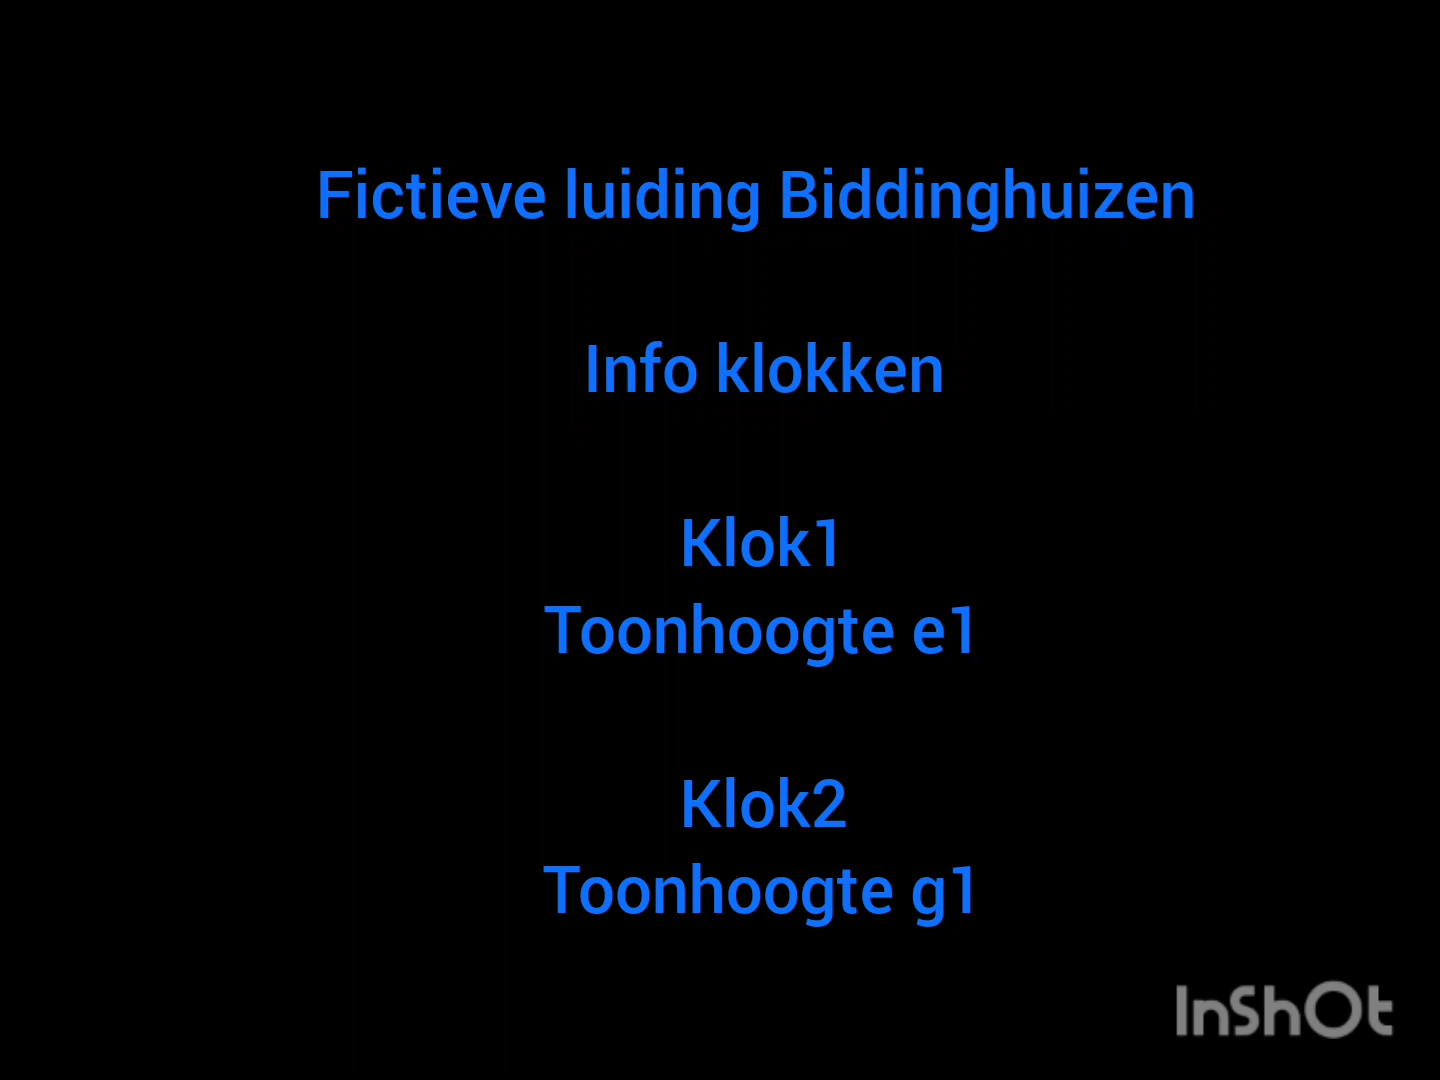 Fictieve luiding Biddinghuizen
Info klokken
Klok1
Toonhoogte e1
Klok2
Toonhoogte g1
InShOt